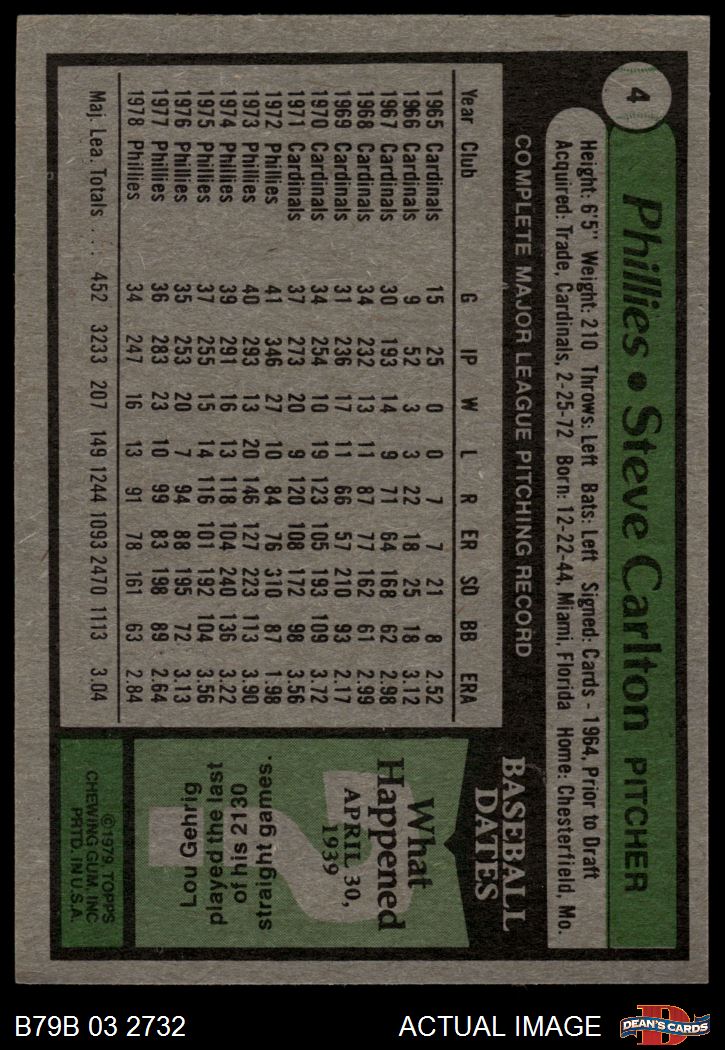 4
Phillies • Steve Carlton PITCHER
Height: 6'5" Weight: 210 Throws: Left Bats: Left Signed: Cards - 1964, Prior to Draft
Acquired: Trade, Cardinals, 2-25-72 Born: 12-22-44, Miami, Florida Home: Chesterfield, Mo.
COMPLETE MAJOR LEAGUE PITCHING RECORD
Year Club G IP W L R ER SO BB ERA
1965 Cardinals 15 25 0 0 7 7 21 8 2.52
1966 Cardinals 9 52 3 3 22 18 25 18 3.12
1967 Cardinals 30 193 14 9 71 64 168 62 2.98
1968 Cardinals 34 232 13 11 87 77 162 61 2.99
1969 Cardinals 31 236 17 11 66 57 210 93 2.17
1970 Cardinals 34 254 10 19 123 105 193 109 3.72
1971 Cardinals 37 273 20 9 120 108 172 98 3.56
1972 Phillies 41 346 27 10 84 76 310 87 1.98
1973 Phillies 40 293 13 20 146 127 223 113 3.90
1974 Phillies 39 291 16 13 118 104 240 136 3.22
1975 Phillies 37 255 15 14 116 101 192 104 3.56
1976 Phillies 35 253 20 7 94 88 195 72 3.13
1977 Phillies 36 283 23 10 99 83 198 89 2.64
1978 Phillies 34 247 16 13 91 78 161 63 2.84
Maj. Lea. Totals . . . 452 3233 207 149 1244 1093 2470 1113 3.04
BASEBALL
DATES
What
Happened
APRIL 30,
1939
?
Lou Gehrig
played the last
of his 2130
straight games.
©1979, TOPPS
CHEWING GUM, INC
PRTD. IN U.S.A.
B79B 03 2732
ACTUAL IMAGE
D
DEAN'S CARDS